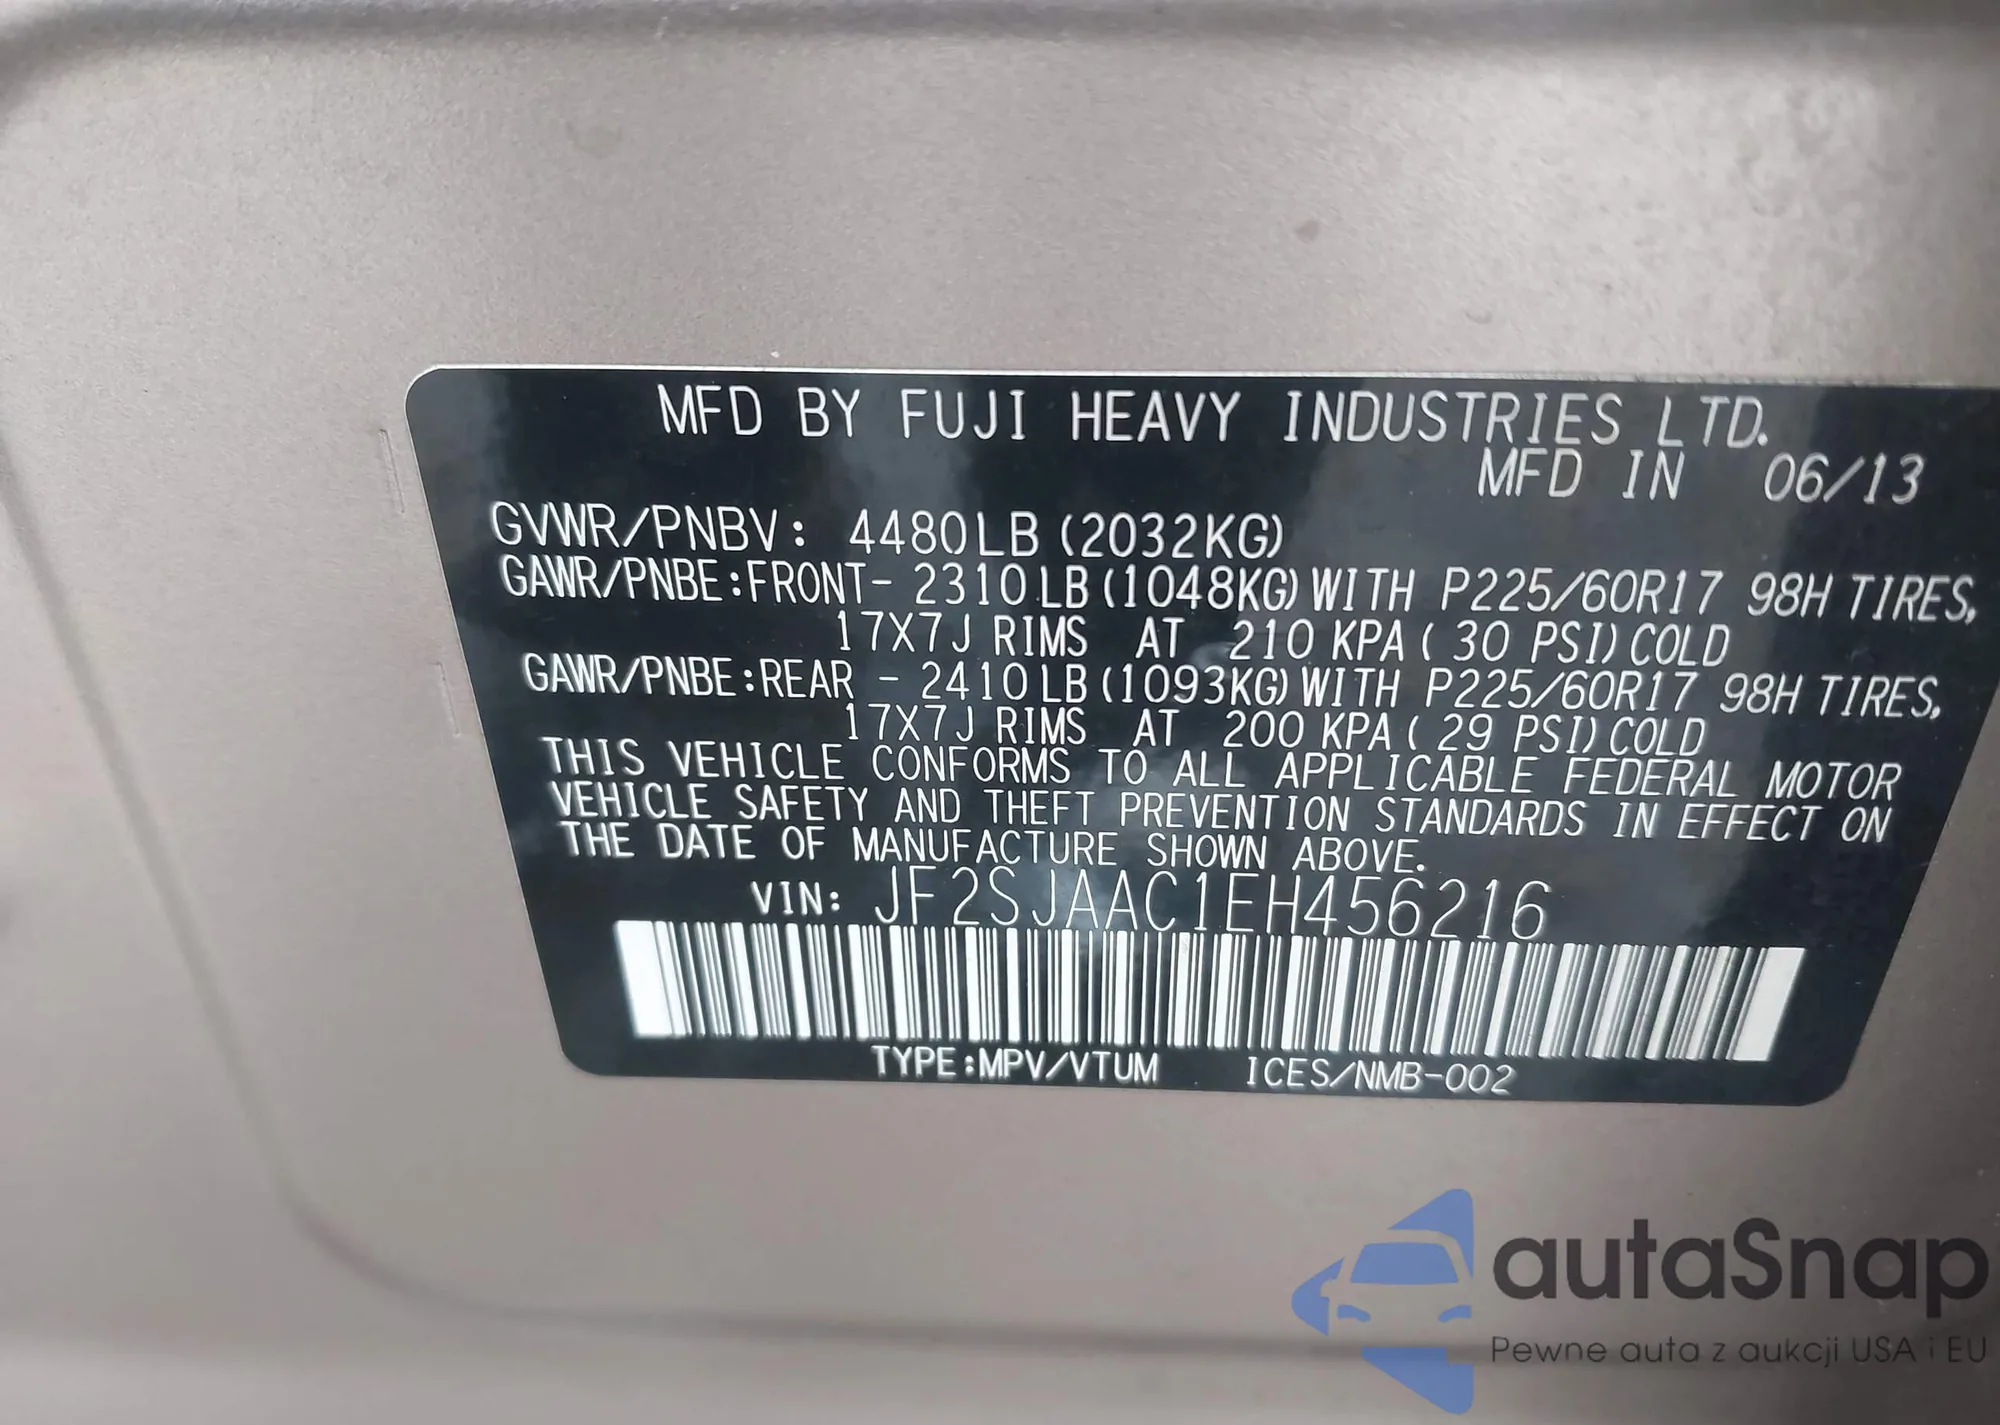 MFD BY FUJI HEAVY INDUSTRIES LTD.
MFD IN 06/13
GVWR/PNBV: 4480LB (2032KG)
GAWR/PNBE:FRONT- 2310LB(1048KG)WITH P225/60R17 98H TIRES,
17X7J RIMS AT 210 KPA( 30 PSI)COLD
GAWR/PNBE:REAR - 2410LB(1093KG)WITH P225/60R17 98H TIRES,
17X7J RIMS AT 200 KPA( 29 PSI)COLD
THIS VEHICLE CONFORMS TO ALL APPLICABLE FEDERAL MOTOR
VEHICLE SAFETY AND THEFT PREVENTION STANDARDS IN EFFECT ON
THE DATE OF MANUFACTURE SHOWN ABOVE.
VIN: JF2SJAAC1EH456216
TYPE:MPV/VTUM ICES/NMB-002
autaSnap
Pewne auta z aukcji USA i EU